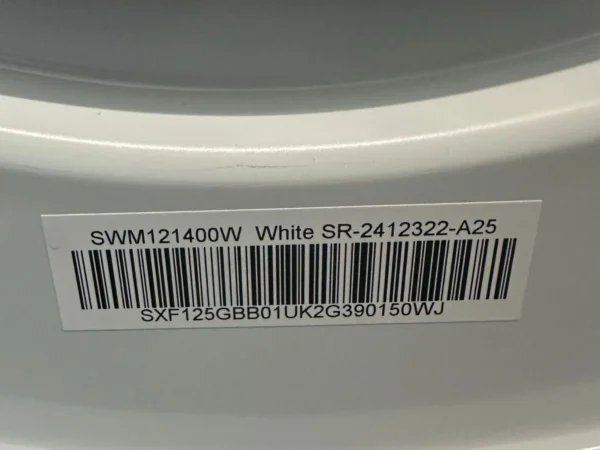 SWM121400W White SR-2412322-A25
SXF125GBB01UK2G390150WJ